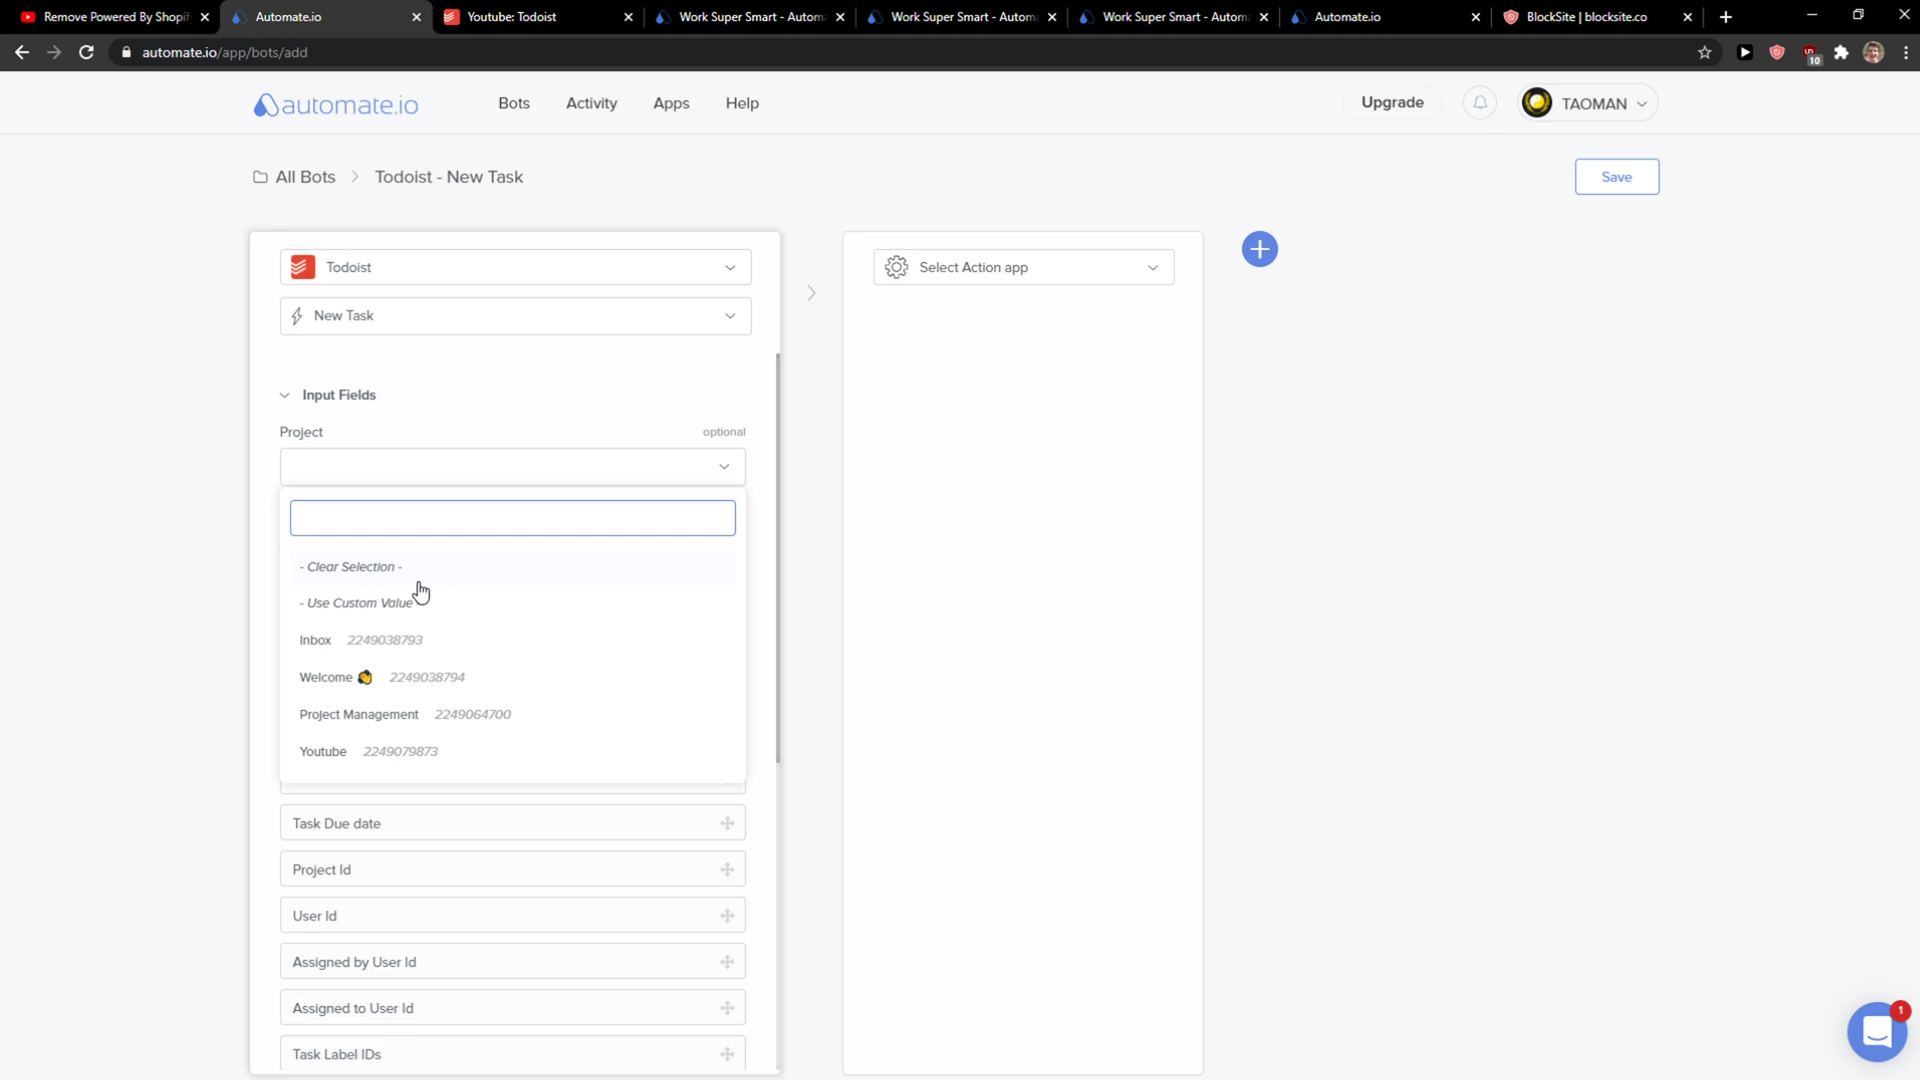 Remove Powered By Shopif
Automate.io
Youtube: Todoist
Work Super Smart - Autom
Work Super Smart - Autom
Work Super Smart - Autom
Automate.io
BlockSite | blocksite.co
automate.io/app/bots/add
10
automate.io
Bots
Activity
Apps
Help
Upgrade
TAOMAN
All Bots > Todoist - New Task
Save
Todoist
New Task
Select Action app
Input Fields
Project
optional
- Clear Selection -
- Use Custom Value
Inbox 2249038793
Welcome 2249038794
Project Management 2249064700
Youtube 2249079873
Task Due date
Project Id
User Id
Assigned by User Id
Assigned to User Id
Task Label IDs
1